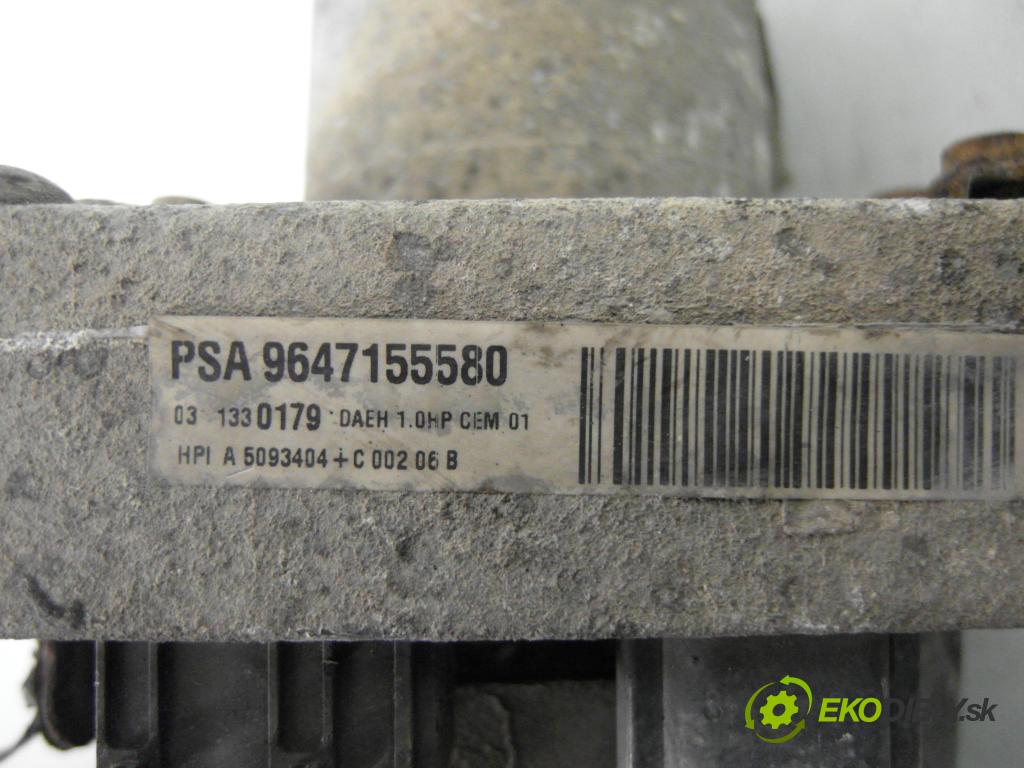 PSA 9647155580
03 133 0179 DAEH 1.0HP CEM 01
HPI A 5093404+C 002 06 B
EKODIELY.sk